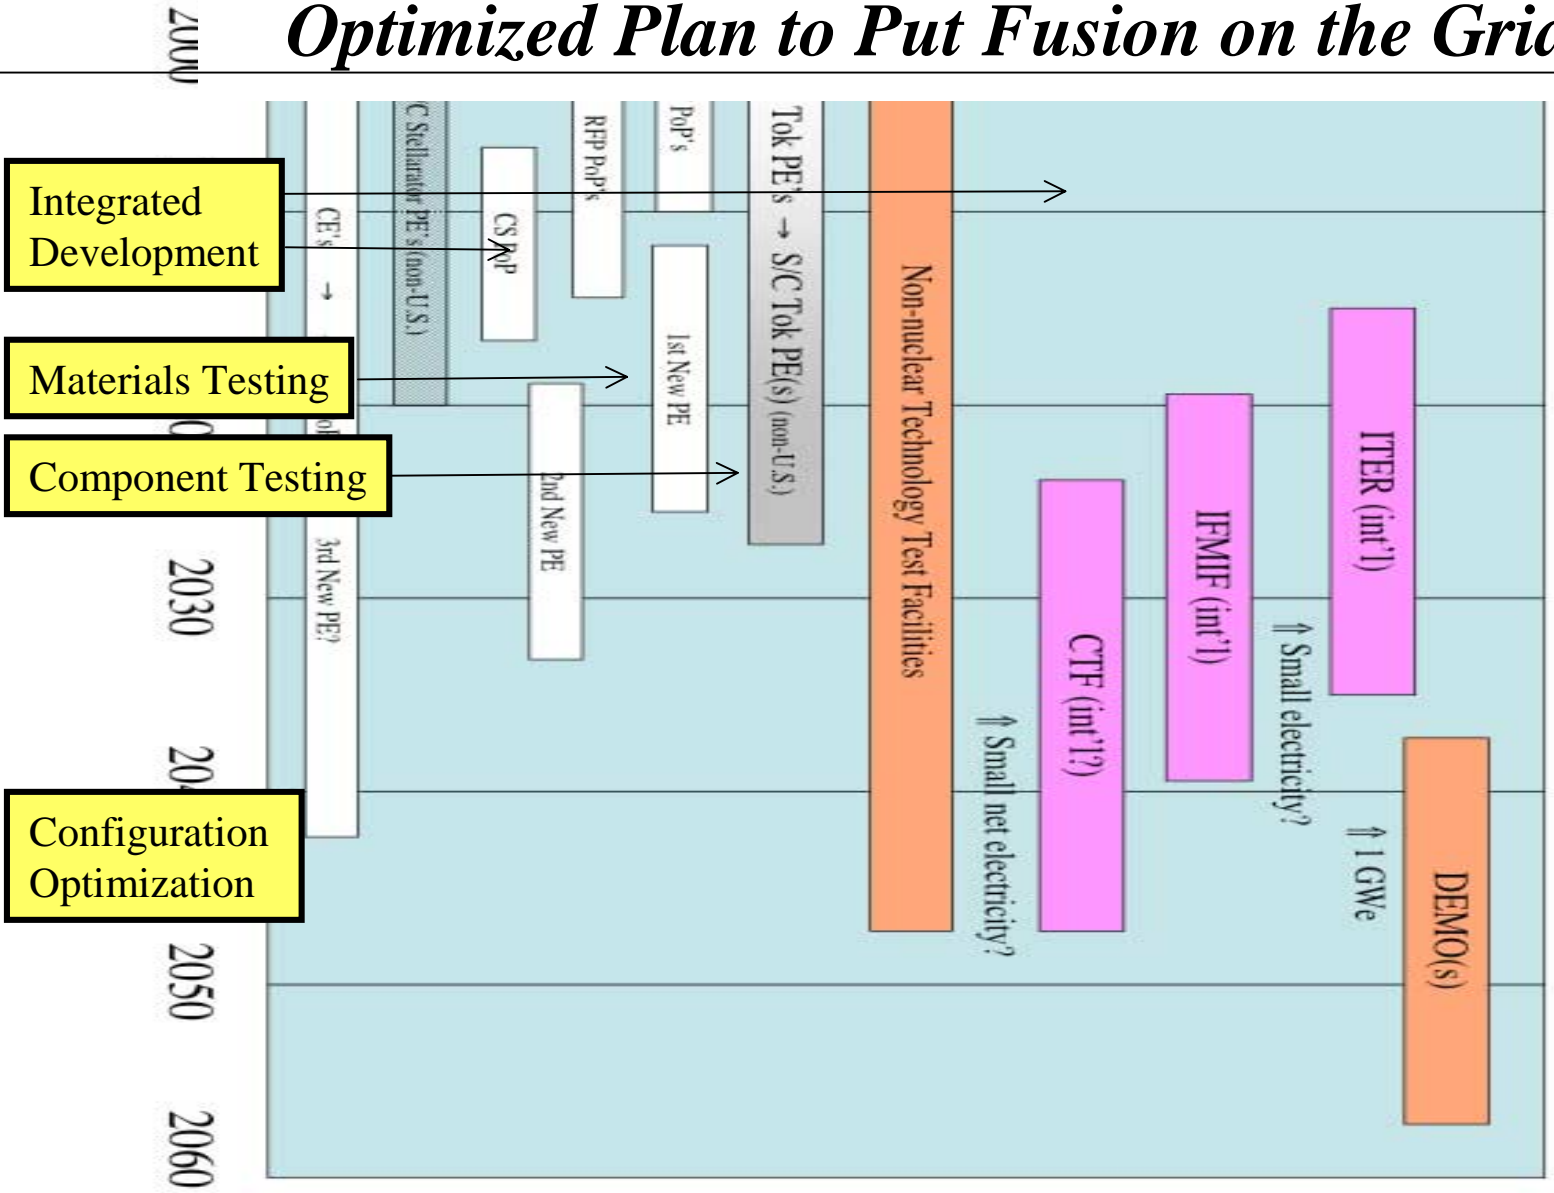 Optimized Plan to Put Fusion on the Grid
2000
Integrated
Development
Materials Testing
Component Testing
Configuration
Optimization
2030
204
2050
2060
CE's →
3rd New PE?
C Stellarator PE's (non-U.S.)
CS PoP
2nd New PE
RFP PoP's
PoP's
1st New PE
Tok PE's → S/C Tok PE(s) (non-U.S.)
Non-nuclear Technology Test Facilities
⇑ Small net electricity?
CTF (int'l?)
IFMIF (int'l)
⇑ Small electricity?
ITER (int'l)
⇑ 1 GWe
DEMO(s)